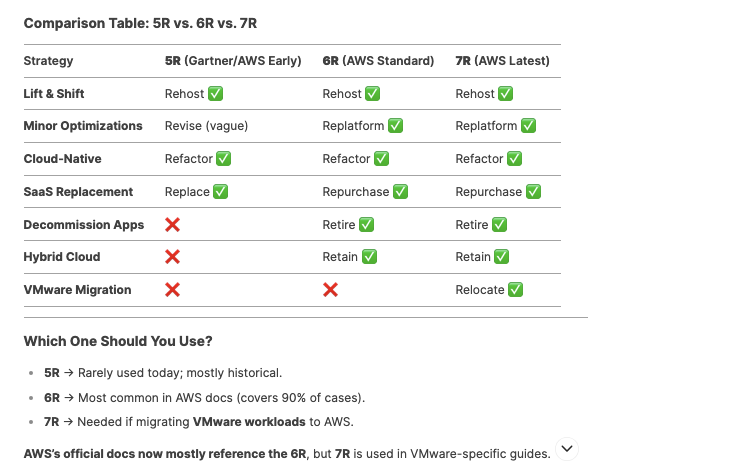 Comparison Table: 5R vs. 6R vs. 7R
Strategy 5R (Gartner/AWS Early) 6R (AWS Standard) 7R (AWS Latest)
Lift & Shift Rehost ✅ Rehost ✅ Rehost ✅
Minor Optimizations Revise (vague) Replatform ✅ Replatform ✅
Cloud-Native Refactor ✅ Refactor ✅ Refactor ✅
SaaS Replacement Replace ✅ Repurchase ✅ Repurchase ✅
Decommission Apps ❌ Retire ✅ Retire ✅
Hybrid Cloud ❌ Retain ✅ Retain ✅
VMware Migration ❌ ❌ Relocate ✅
Which One Should You Use?
• 5R → Rarely used today; mostly historical.
• 6R → Most common in AWS docs (covers 90% of cases).
• 7R → Needed if migrating VMware workloads to AWS.
AWS's official docs now mostly reference the 6R, but 7R is used in VMware-specific guides.